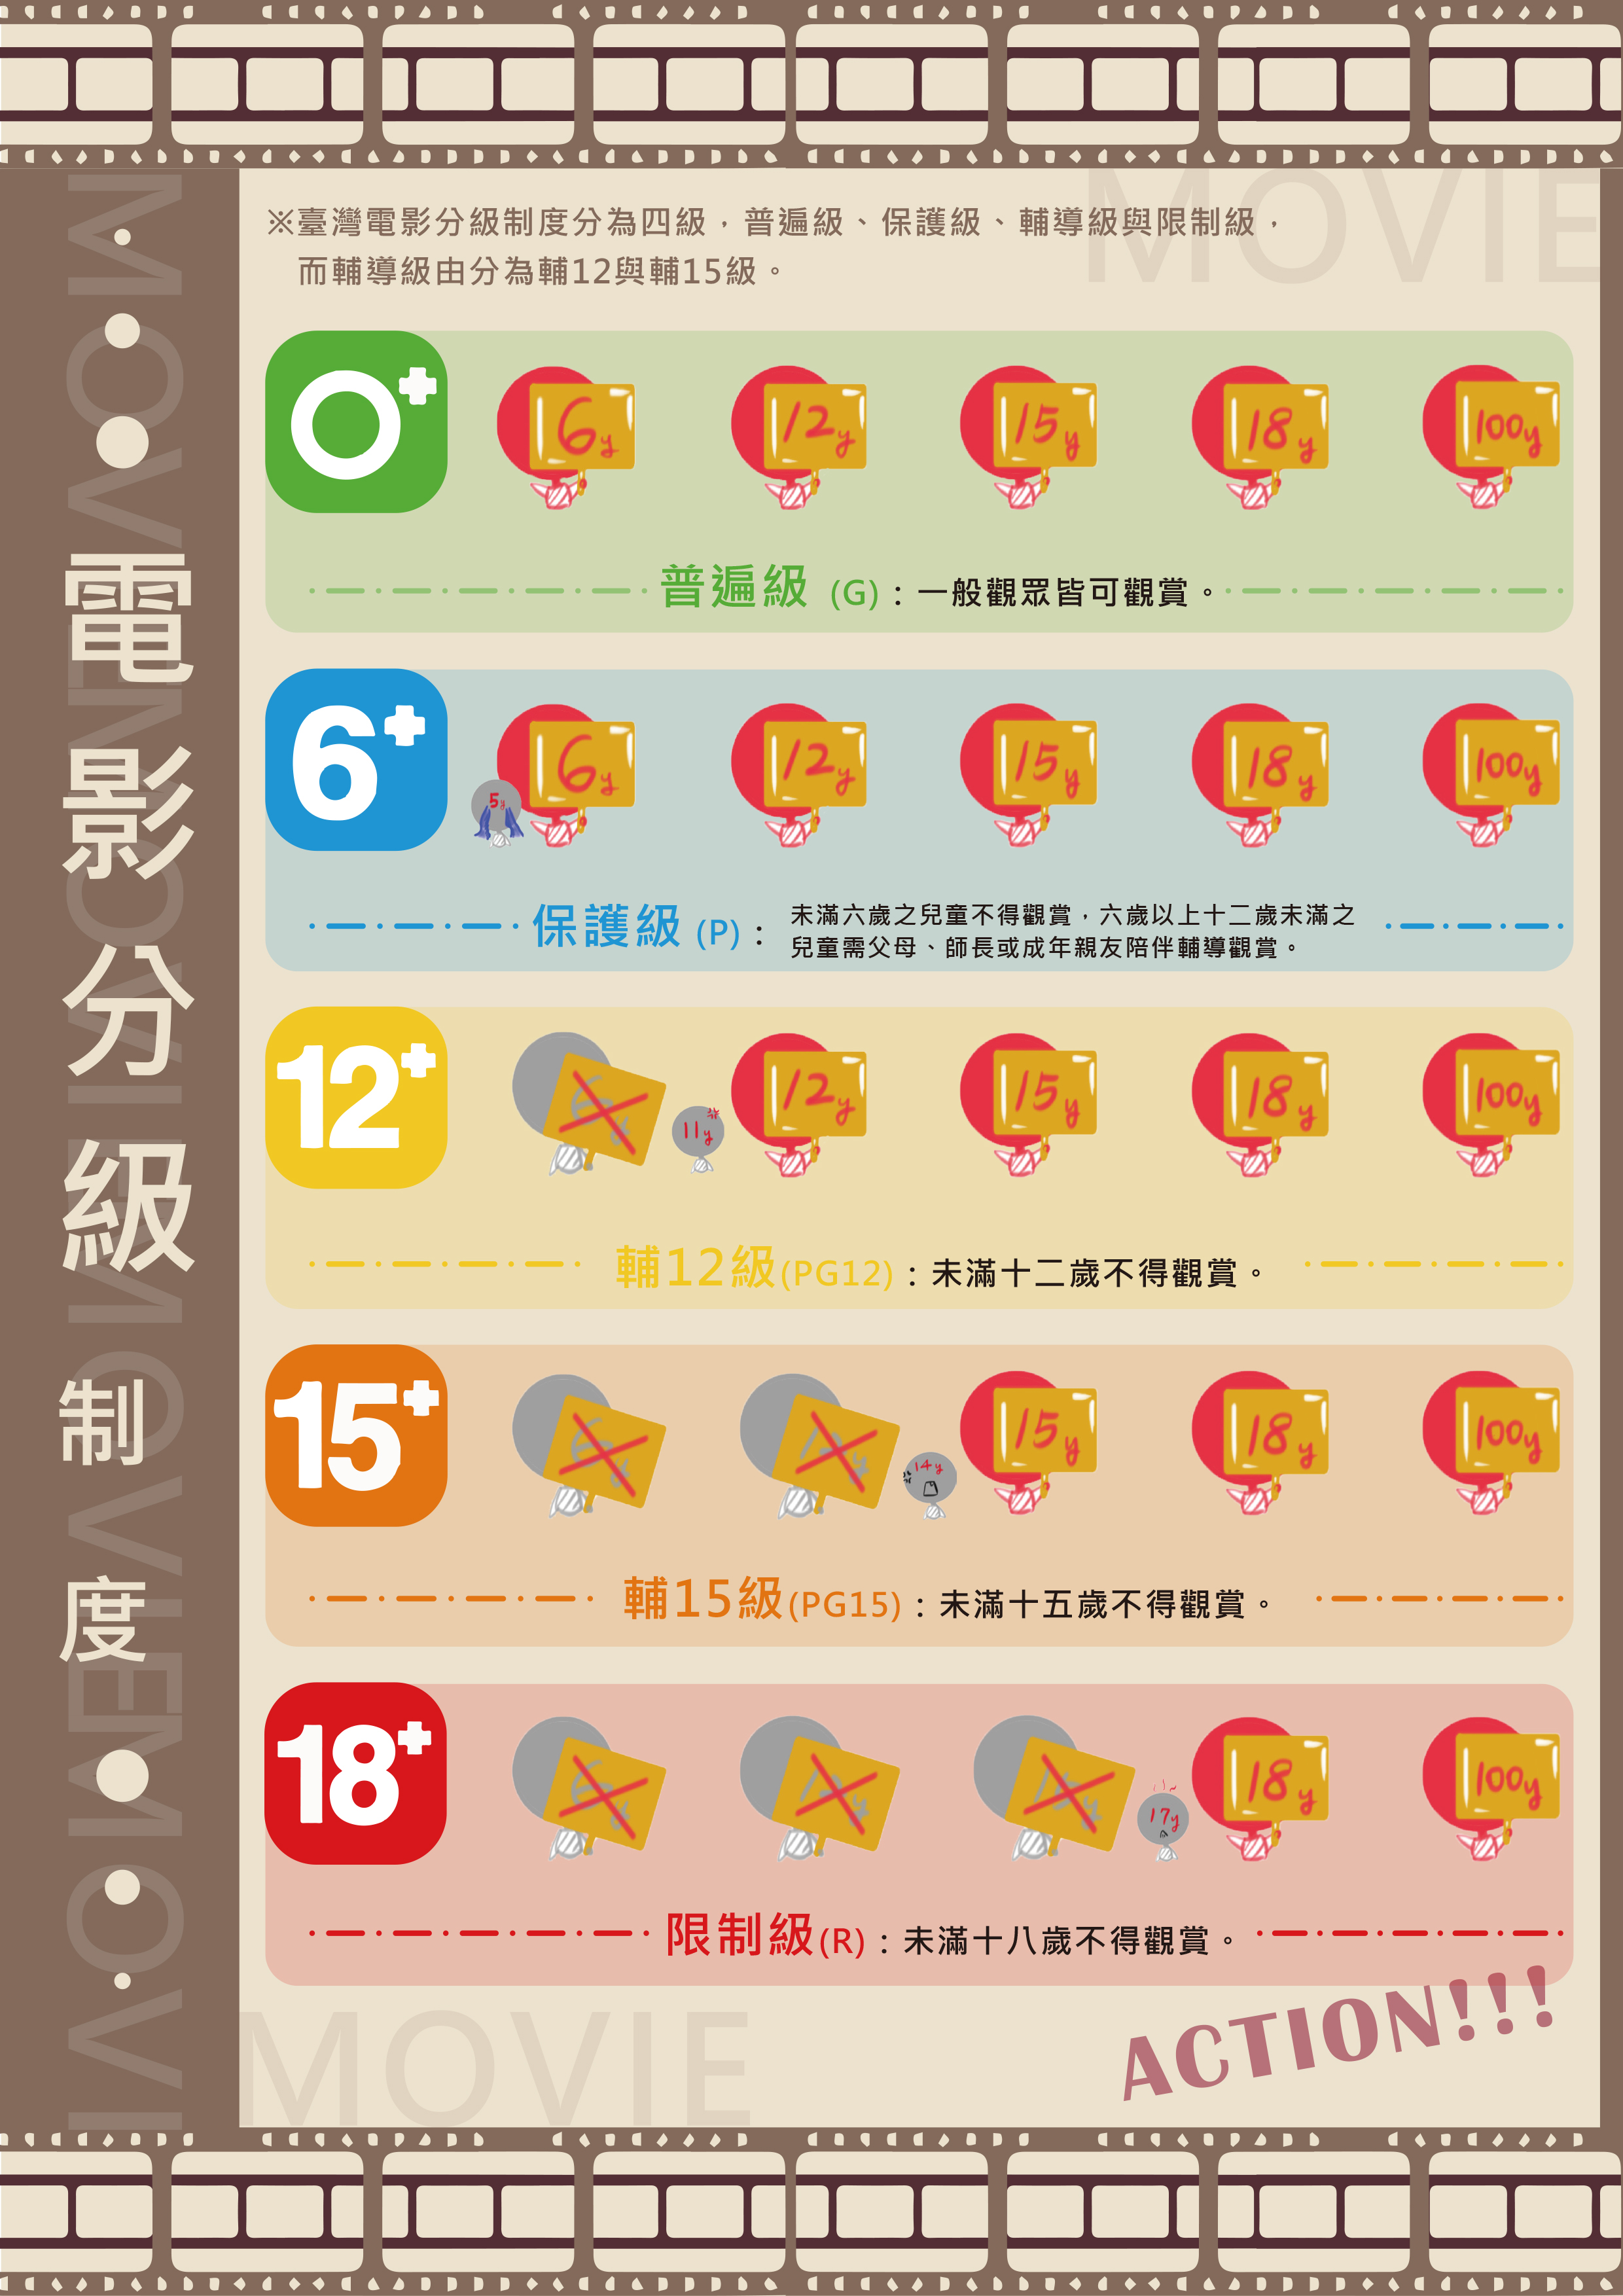 MOVIE
※臺灣電影分級制度分為四級，普遍級、保護級、輔導級與限制級，
而輔導級由分為輔12與輔15級。
MOVIEMOVIEMOVIEMOVI
電影分級制度
0+
6y
12y
15y
18y
100y
普遍級 (G)：一般觀眾皆可觀賞。
6+
5y
6y
12y
15y
18y
100y
保護級 (P)：
未滿六歲之兒童不得觀賞，六歲以上十二歲未滿之
兒童需父母、師長或成年親友陪伴輔導觀賞。
12+
6y
11y
12y
15y
18y
100y
輔12級(PG12)：未滿十二歲不得觀賞。
15+
6y
12y
14y
15y
18y
100y
輔15級(PG15)：未滿十五歲不得觀賞。
18+
6y
12y
15y
17y
18y
100y
限制級(R)：未滿十八歲不得觀賞。
ACTION!!!
MOVIE